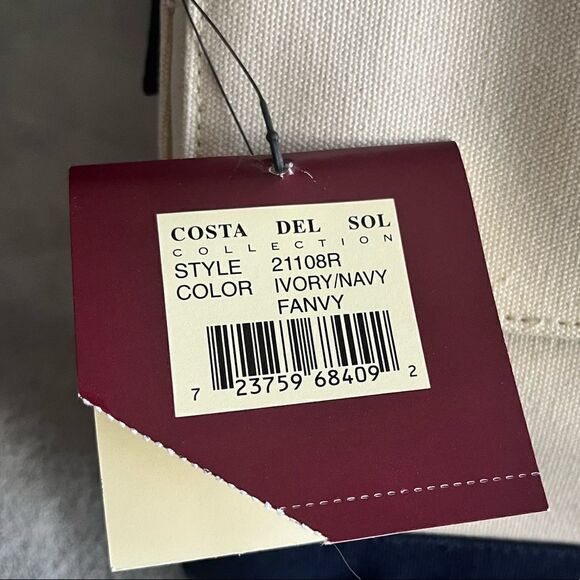 COSTA DEL SOL
COLLECTION
STYLE 21108R
COLOR IVORY/NAVY
FANVY
7 23759 68409 2